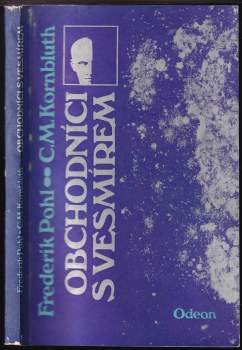 Frederik Pohl • C.M.Kornbluth OBCHODNÍCI S VESMÍREM
Frederik Pohl •• C.M.Kornbluth
OBCHODNÍCI
S VESMÍREM
Odeon